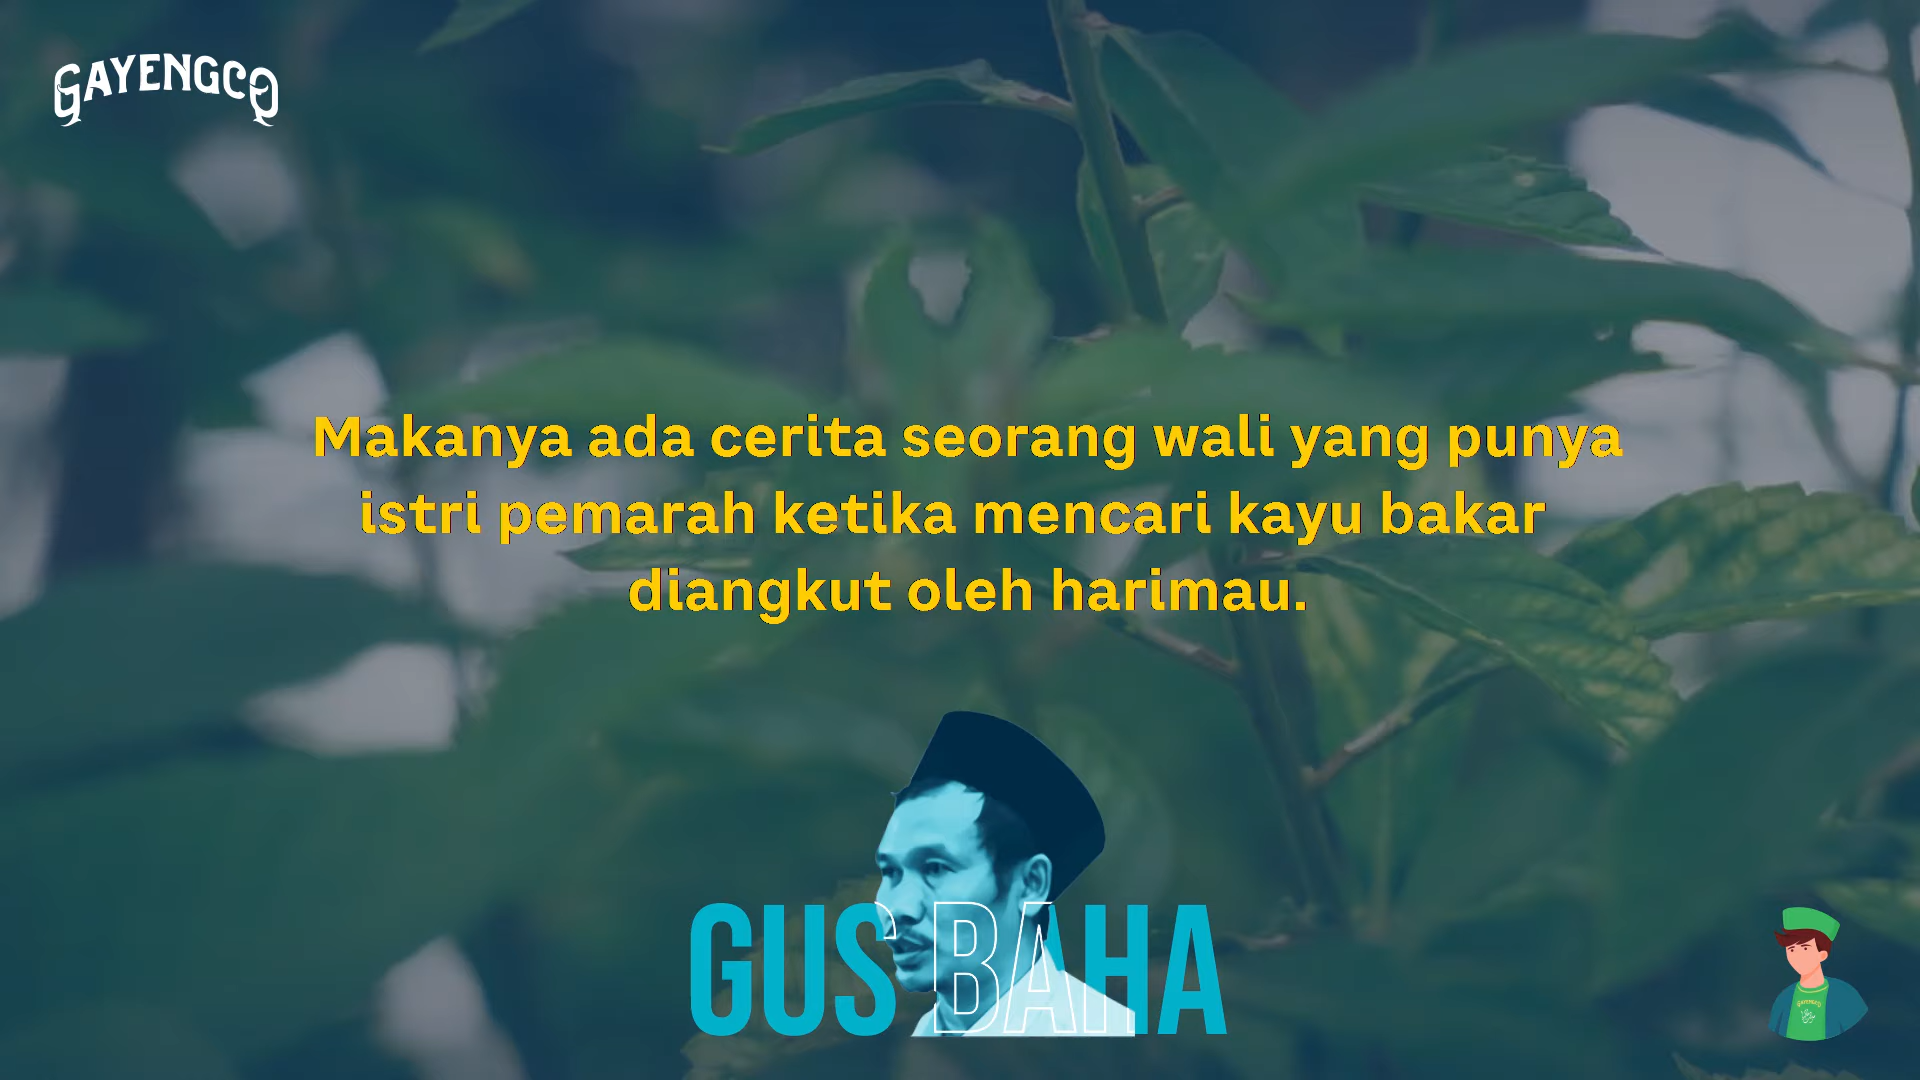 GAYENGCO
Makanya ada cerita seorang wali yang punya
istri pemarah ketika mencari kayu bakar
diangkut oleh harimau.
GUS BAHA
GAYENGCO